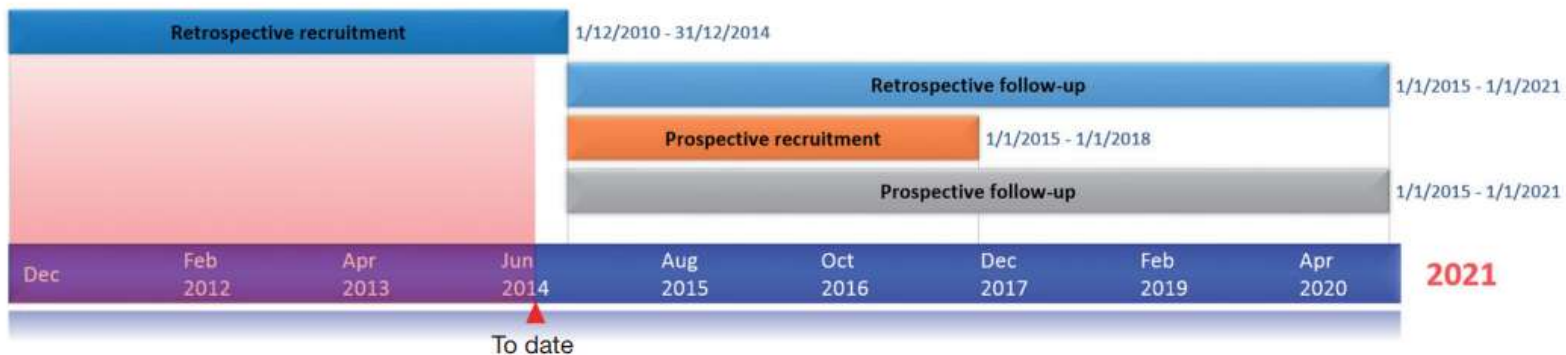 Retrospective recruitment
1/12/2010 - 31/12/2014
Retrospective follow-up
1/1/2015 - 1/1/2021
Prospective recruitment
1/1/2015 - 1/1/2018
Prospective follow-up
1/1/2015 - 1/1/2021
Dec
Feb
2012
Apr
2013
Jun
2014
Aug
2015
Oct
2016
Dec
2017
Feb
2019
Apr
2020
2021
To date